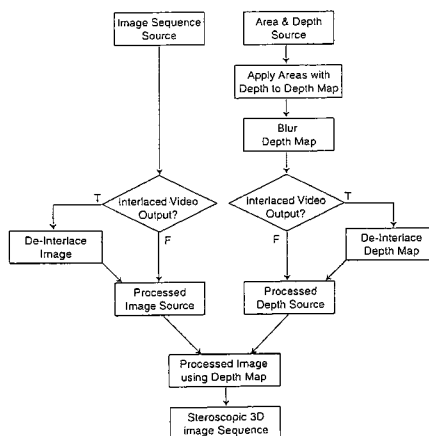 Image Sequence
Source
Area & Depth
Source
Apply Areas with
Depth to Depth Map
Blur
Depth Map
T
Interlaced Video
Output?
F
Interlaced Video
Output?
T
F
De-Interlace
Image
De-Interlace
Depth Map
Processed
Image Source
Processed
Depth Source
Processed Image
using Depth Map
Steroscopic 3D
image Sequence